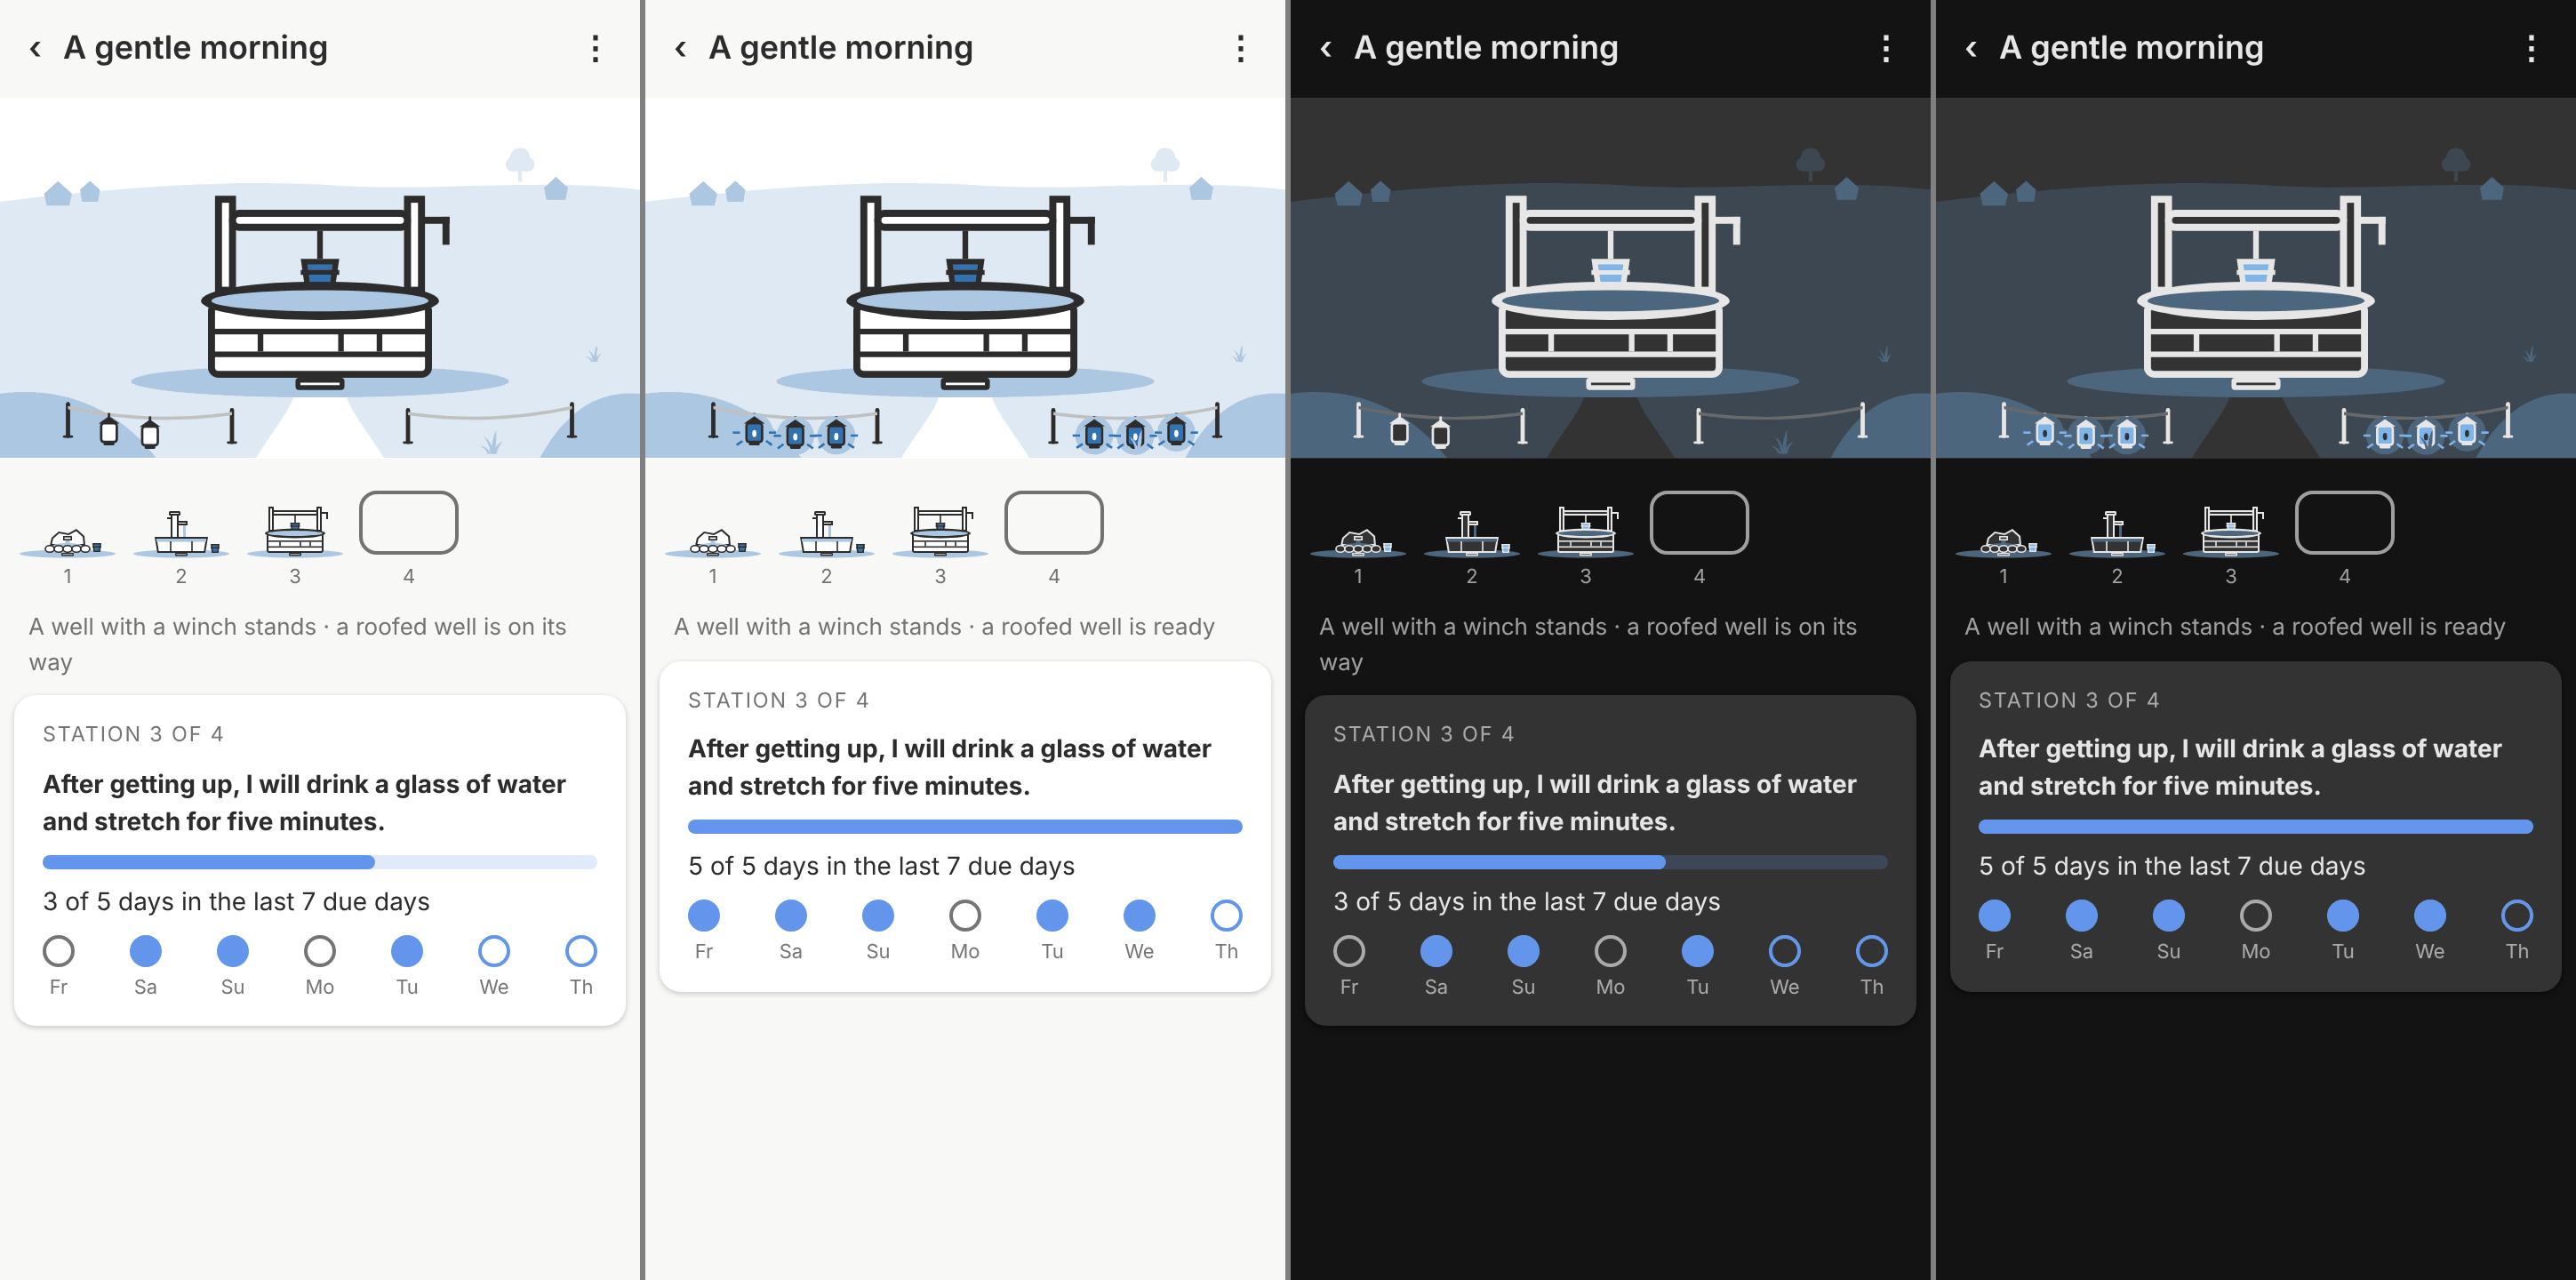 A gentle morning
1 2 3 4
A well with a winch stands · a roofed well is on its
way
STATION 3 OF 4
After getting up, I will drink a glass of water
and stretch for five minutes.
3 of 5 days in the last 7 due days
Fr Sa Su Mo Tu We Th
A gentle morning
1 2 3 4
A well with a winch stands · a roofed well is ready
STATION 3 OF 4
After getting up, I will drink a glass of water
and stretch for five minutes.
5 of 5 days in the last 7 due days
Fr Sa Su Mo Tu We Th
A gentle morning
1 2 3 4
A well with a winch stands · a roofed well is on its
way
STATION 3 OF 4
After getting up, I will drink a glass of water
and stretch for five minutes.
3 of 5 days in the last 7 due days
Fr Sa Su Mo Tu We Th
A gentle morning
1 2 3 4
A well with a winch stands · a roofed well is ready
STATION 3 OF 4
After getting up, I will drink a glass of water
and stretch for five minutes.
5 of 5 days in the last 7 due days
Fr Sa Su Mo Tu We Th